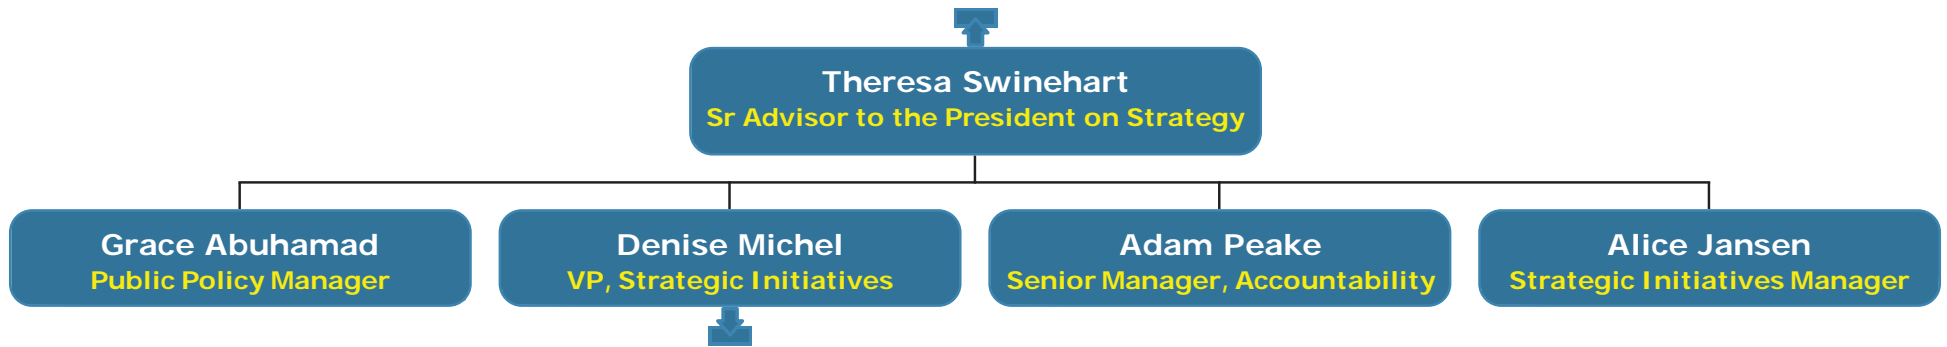 Theresa Swinehart
Sr Advisor to the President on Strategy
Grace Abuhamad
Public Policy Manager
Denise Michel
VP, Strategic Initiatives
Adam Peake
Senior Manager, Accountability
Alice Jansen
Strategic Initiatives Manager